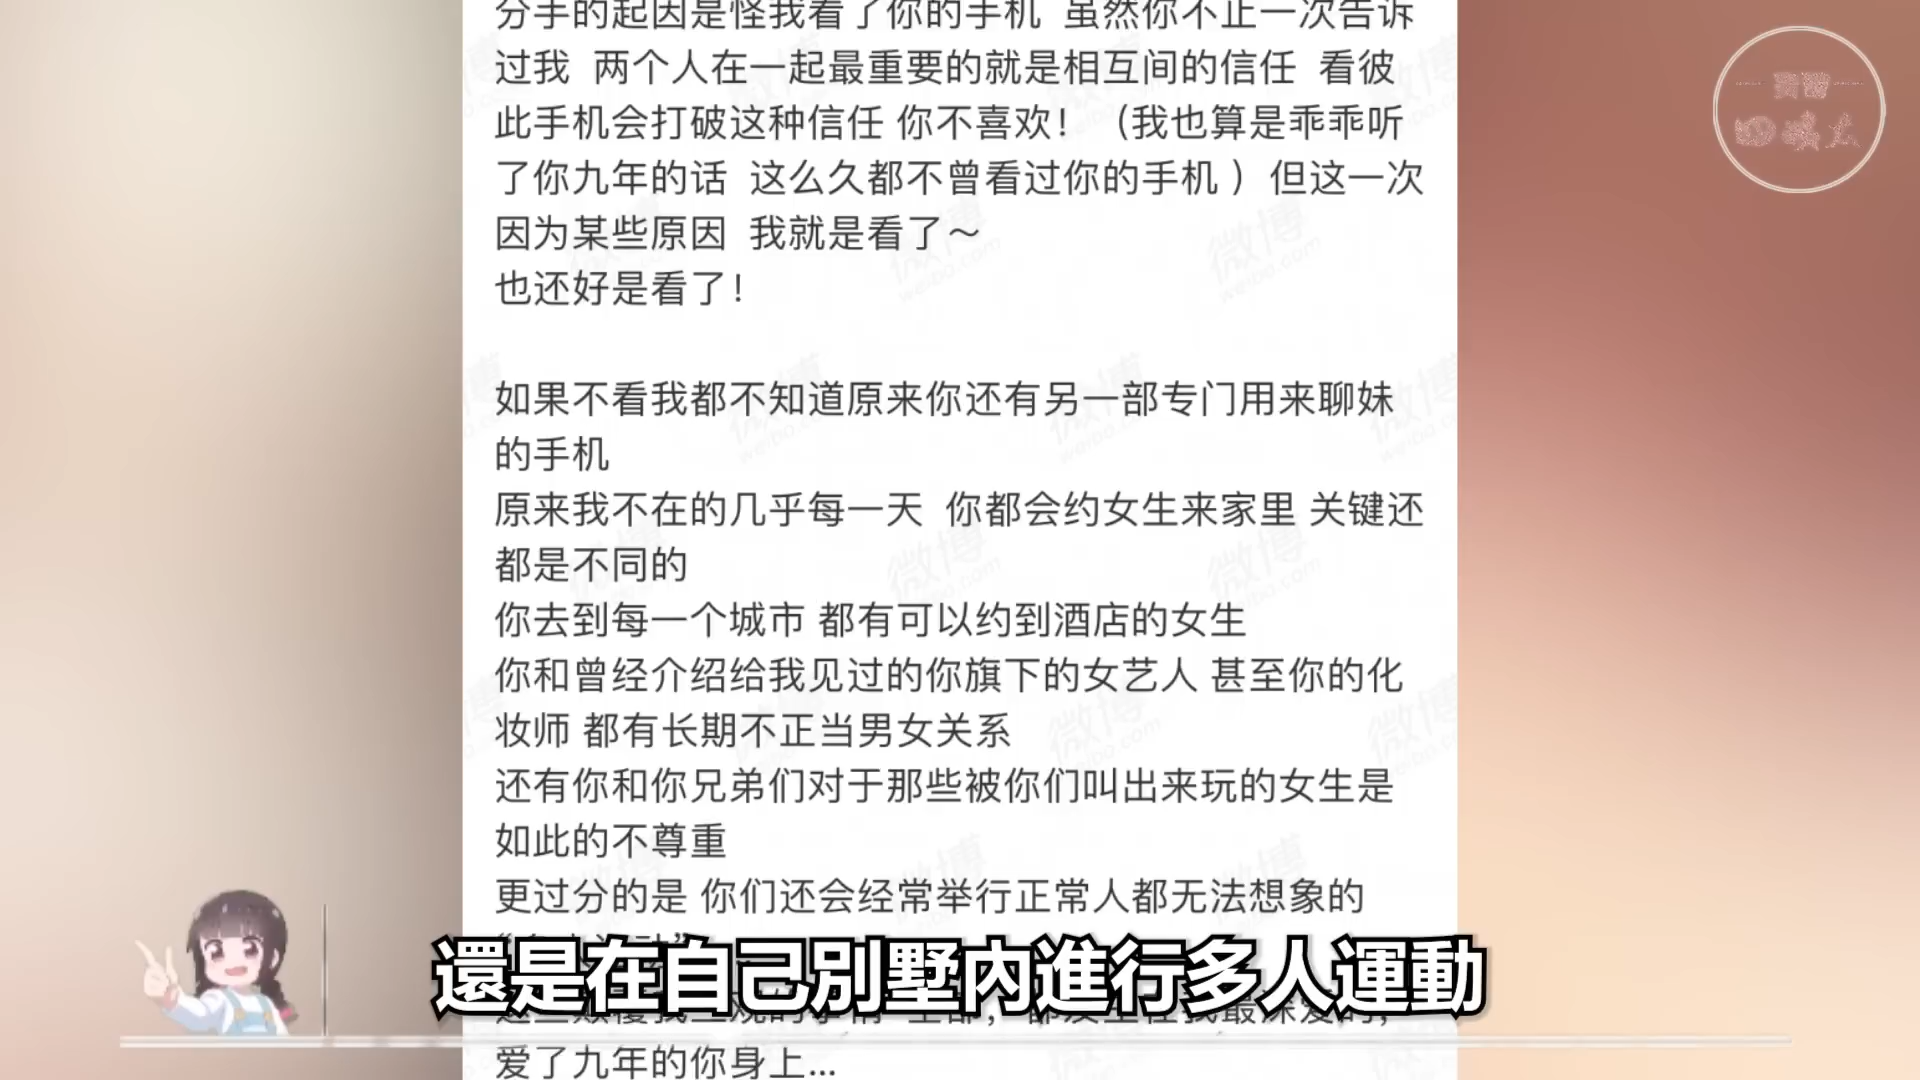 分手的起因是怪我看了你的手机 虽然你不止一次告诉
过我 两个人在一起最重要的就是相互间的信任 看彼
此手机会打破这种信任 你不喜欢！（我也算是乖乖听
了你九年的话 这么久都不曾看过你的手机）但这一次
因为某些原因 我就是看了～
也还好是看了！
如果不看我都不知道原来你还有另一部专门用来聊妹
的手机
原来我不在的几乎每一天 你都会约女生来家里 关键还
都是不同的
你去到每一个城市 都有可以约到酒店的女生
你和曾经介绍给我见过的你旗下的女艺人 甚至你的化
妆师 都有长期不正当男女关系
还有你和你兄弟们对于那些被你们叫出来玩的女生是
如此的不尊重
更过分的是 你们还会经常举行正常人都无法想象的
還是在自己別墅內進行多人運動
爱了九年的你身上...
微博
weibo.com